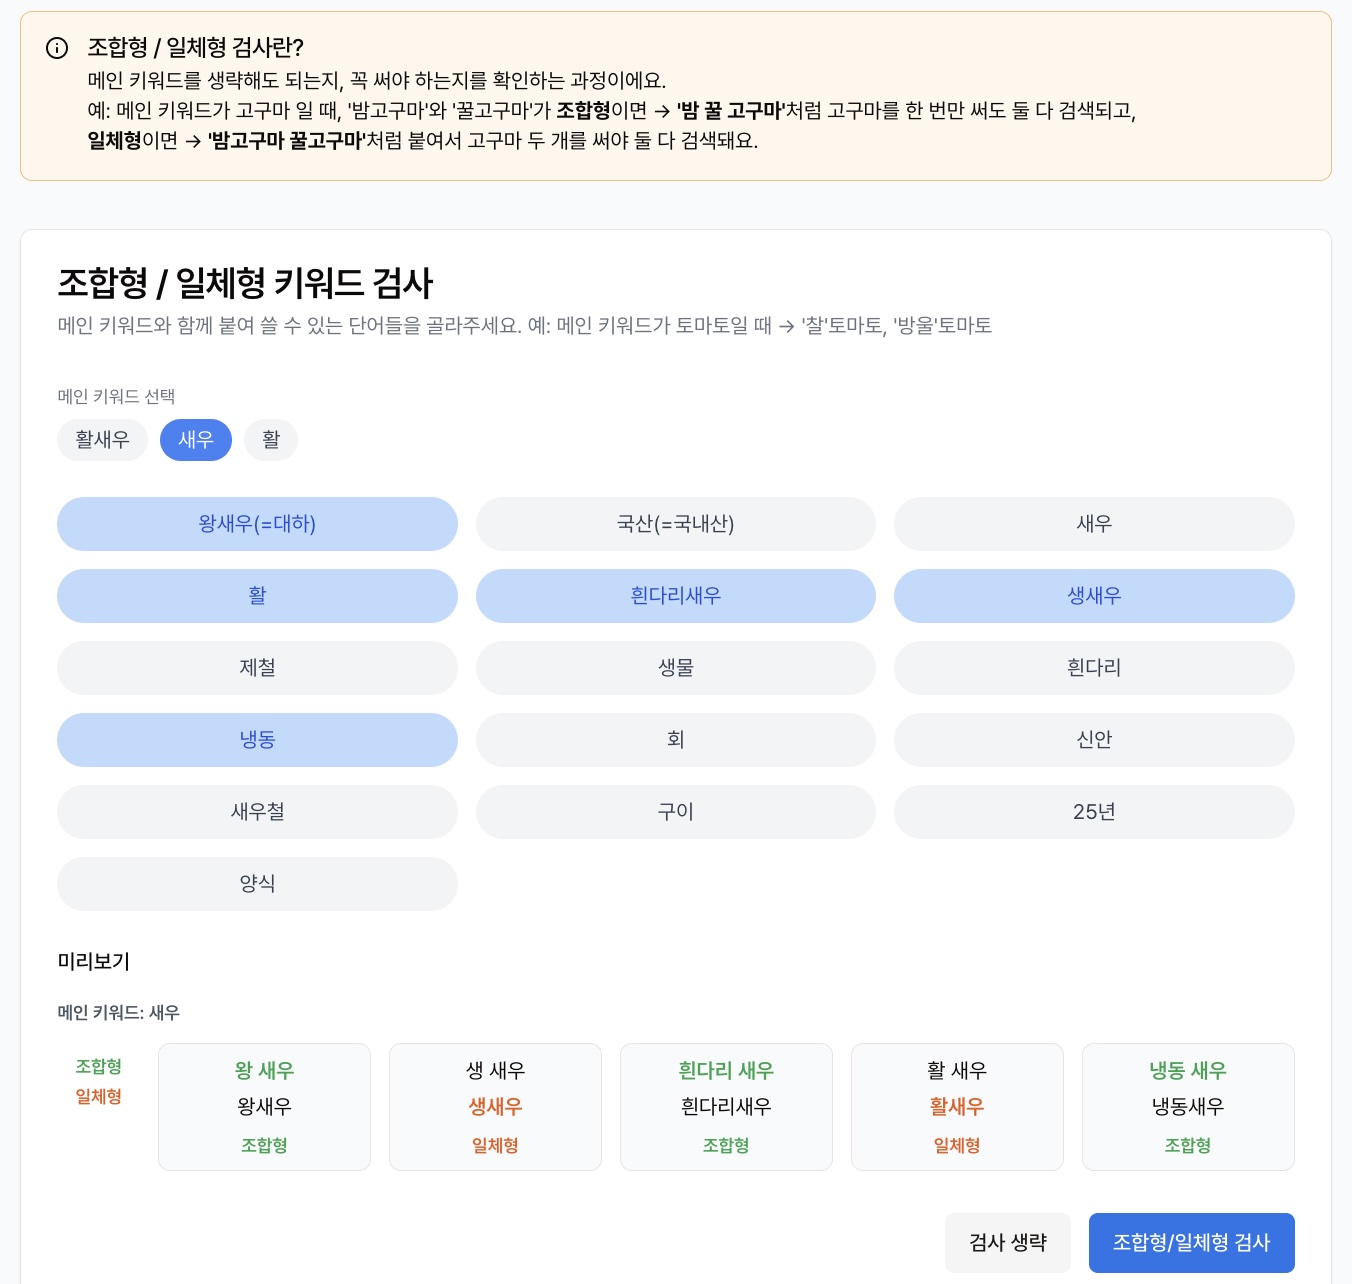 조합형 / 일체형 검사란?
메인 키워드를 생략해도 되는지, 꼭 써야 하는지를 확인하는 과정이에요.
예: 메인 키워드가 고구마 일 때, '밤고구마'와 '꿀고구마'가 조합형이면 → '밤 꿀 고구마'처럼 고구마를 한 번만 써도 둘 다 검색되고,
일체형이면 → '밤고구마 꿀고구마'처럼 붙여서 고구마 두 개를 써야 둘 다 검색돼요.
조합형 / 일체형 키워드 검사
메인 키워드와 함께 붙여 쓸 수 있는 단어들을 골라주세요. 예: 메인 키워드가 토마토일 때 → '찰'토마토, '방울'토마토
메인 키워드 선택
활새우 새우 활
왕새우(=대하) 국산(=국내산) 새우
활 흰다리새우 생새우
제철 생물 흰다리
냉동 회 신안
새우철 구이 25년
양식
미리보기
메인 키워드: 새우
조합형 왕 새우 생 새우 흰다리 새우 활 새우 냉동 새우
일체형 왕새우 생새우 흰다리새우 활새우 냉동새우
조합형 일체형 조합형 일체형 조합형
검사 생략 조합형/일체형 검사